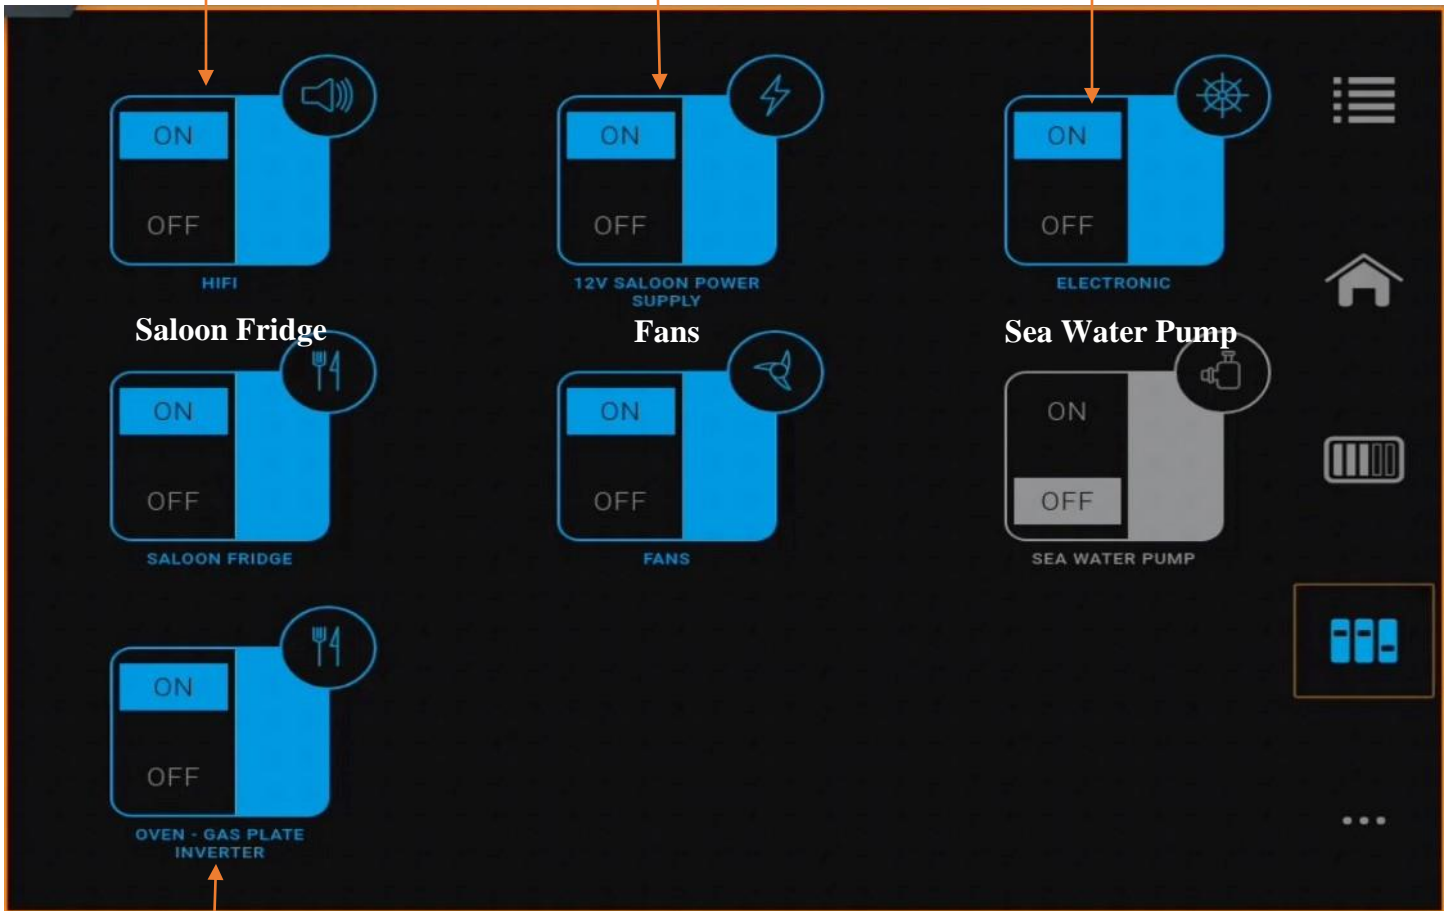 ON
OFF
HIFI
ON
OFF
12V SALOON POWER
SUPPLY
ON
OFF
ELECTRONIC
Saloon Fridge
ON
OFF
SALOON FRIDGE
Fans
ON
OFF
FANS
Sea Water Pump
ON
OFF
SEA WATER PUMP
ON
OFF
OVEN - GAS PLATE
INVERTER